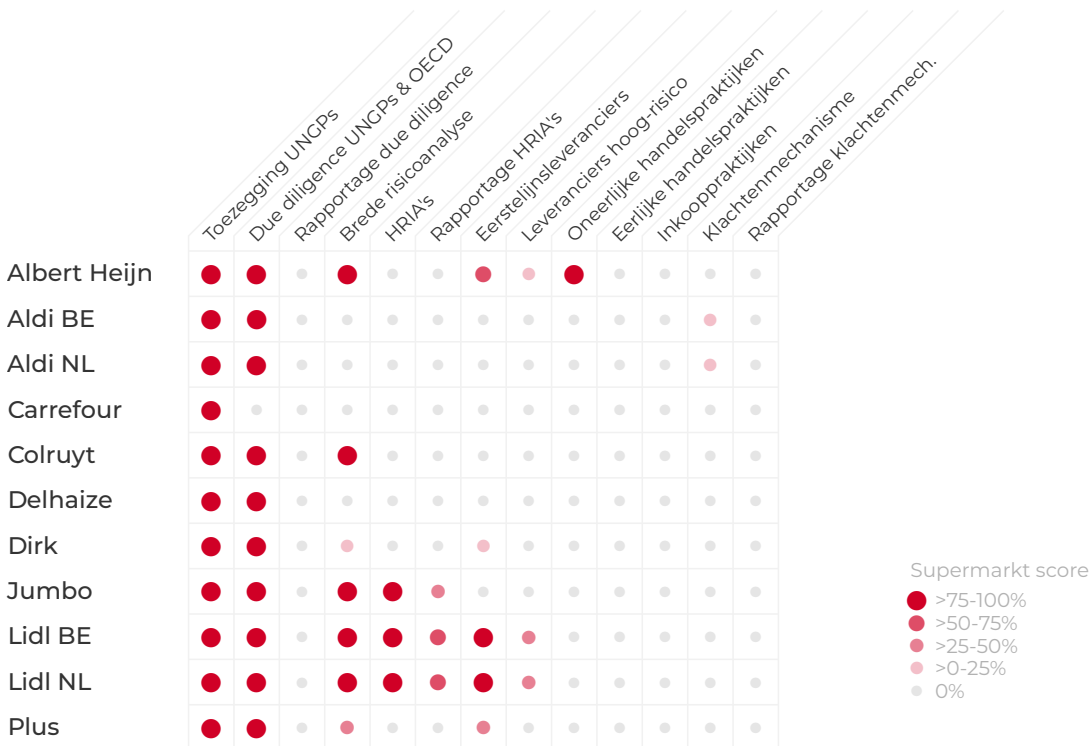 Toezegging UNGPs
Due diligence UNGPs & OECD
Rapportage due diligence
Brede risicoanalyse
HRIA's
Rapportage HRIA's
Eerstelijnsleveranciers
Leveranciers hoog-risico
Oneerlijke handelspraktijken
Eerlijke handelspraktijken
Inkooppraktijken
Klachtenmechanisme
Rapportage klachtenmech.
Albert Heijn
Aldi BE
Aldi NL
Carrefour
Colruyt
Delhaize
Dirk
Jumbo
Lidl BE
Lidl NL
Plus
Supermarkt score
>75-100%
>50-75%
>25-50%
>0-25%
0%